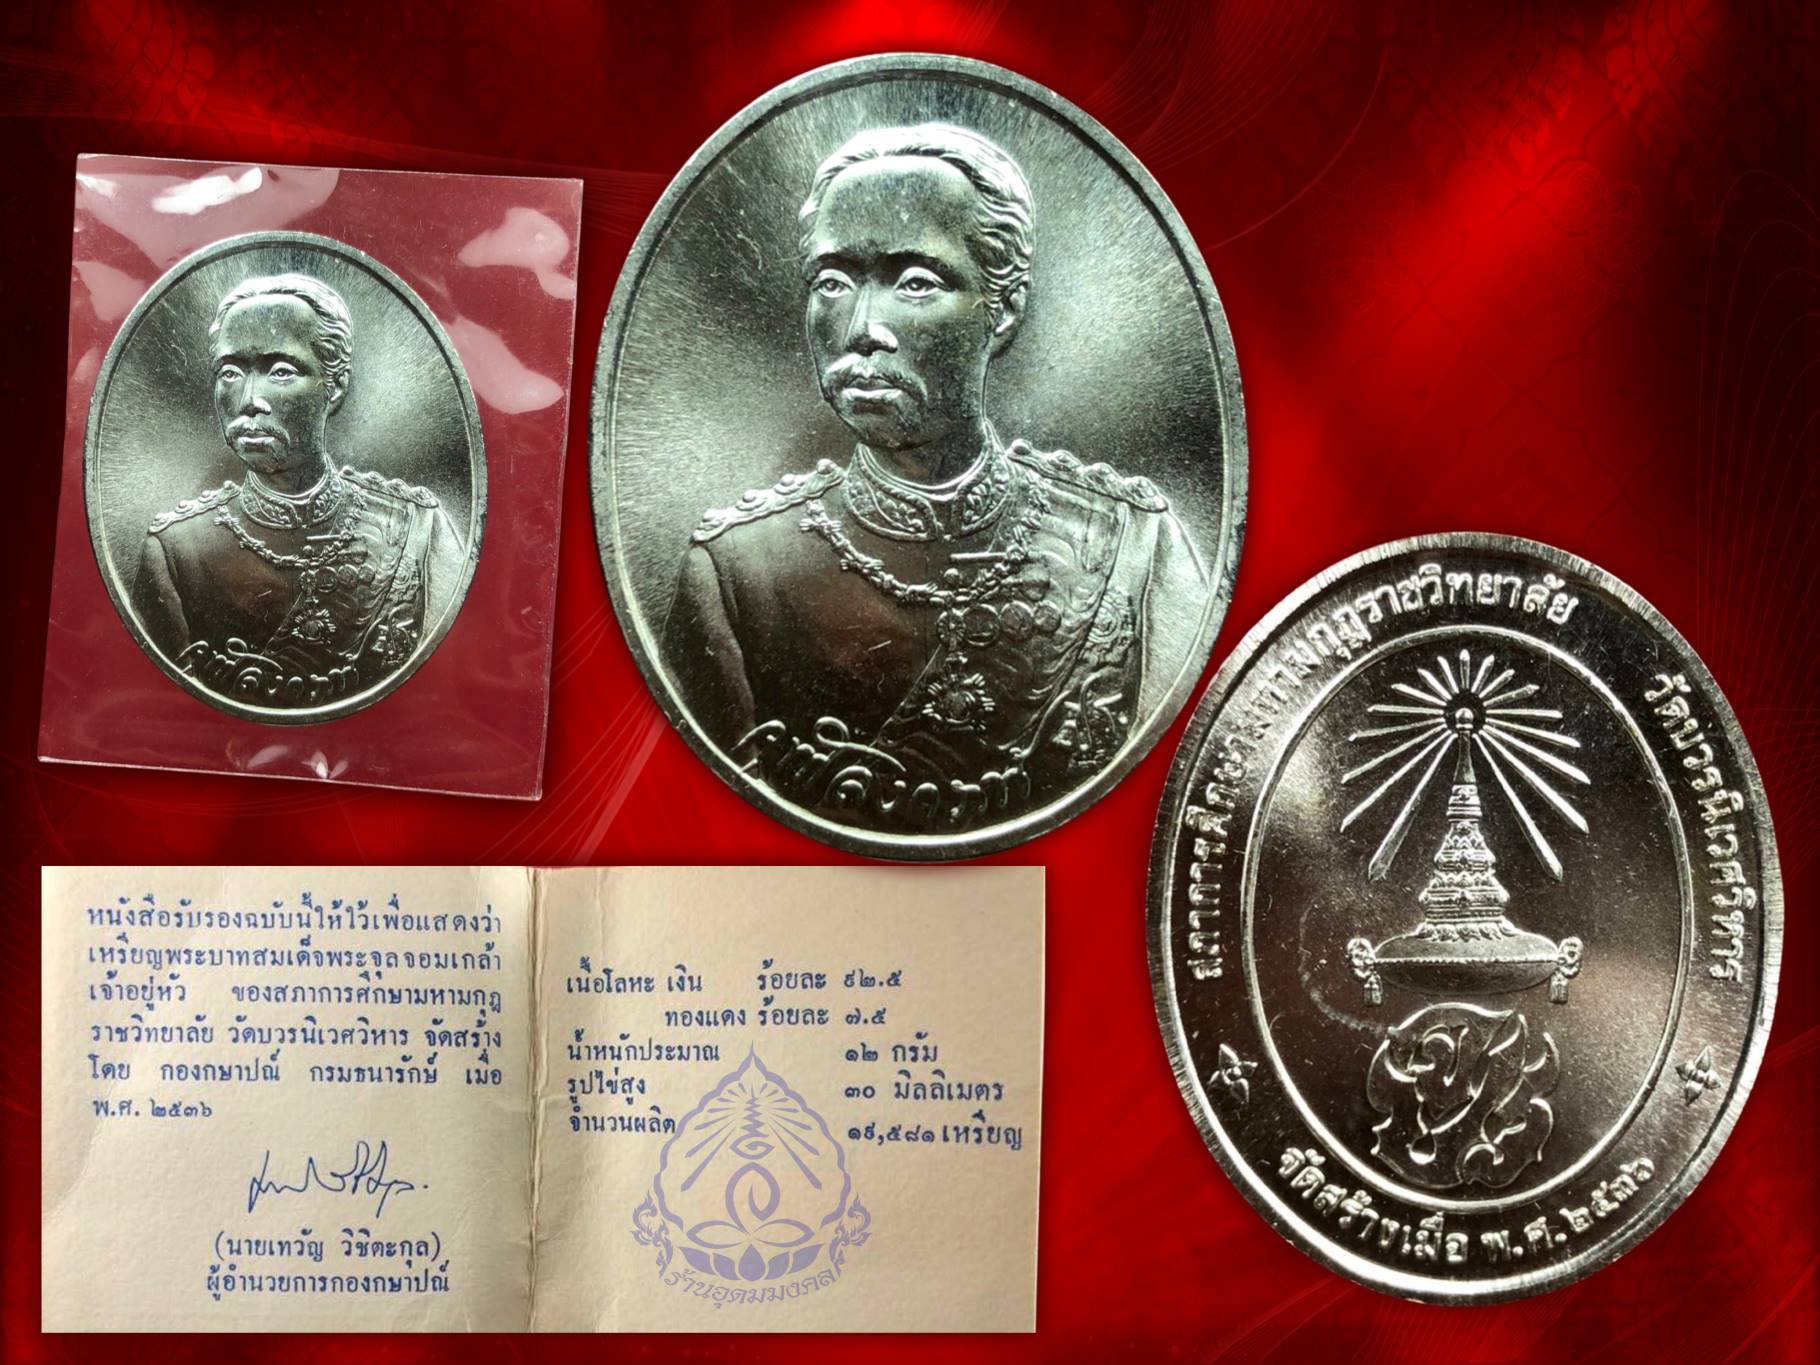 จุฬาลงกรณ์
จุฬาลงกรณ์
สภาการศึกษามหามกุฏราชวิทยาลัย วัดบวรนิเวศวิหาร
จัดสร้างเมื่อ พ.ศ.๒๕๓๖
หนังสือรับรองฉบับนี้ให้ไว้เพื่อแสดงว่า
เหรียญพระบาทสมเด็จพระจุลจอมเกล้า
เจ้าอยู่หัว ของสภาการศึกษามหามกุฏ
ราชวิทยาลัย วัดบวรนิเวศวิหาร จัดสร้าง
โดย กองกษาปณ์ กรมธนารักษ์ เมื่อ
พ.ศ. ๒๕๓๖
(นายเทวัญ วิชิตะกุล)
ผู้อำนวยการกองกษาปณ์
เนื้อโลหะ เงิน ร้อยละ ๙๒.๕
ทองแดง ร้อยละ ๗.๕
น้ำหนักประมาณ ๑๒ กรัม
รูปไข่สูง ๓๐ มิลลิเมตร
จำนวนผลิต ๑๙,๕๘๑ เหรียญ
ร้านอุดมมงคล